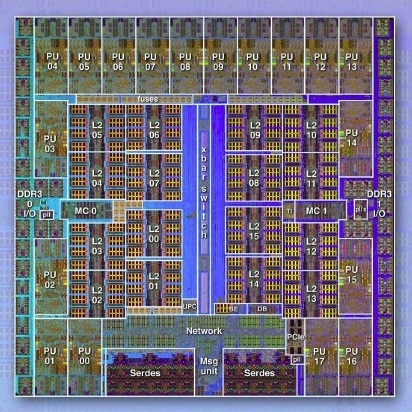 PU 04
PU 05
PU 06
PU 07
PU 08
PU 09
PU 10
PU 11
PU 12
PU 13
fuses
PU 03
L2 05
L2 06
L2 09
L2 10
PU 14
L2 04
L2 07
xbar switch
L2 08
L2 11
DDR3 0 I/O
pll
MC 0
TI
MC 1
pll's
DDR3 1 I/O
L2 03
L2 00
L2 15
L2 12
PU 02
L2 02
L2 01
L2 14
L2 13
PU 15
UPC
BE
DB
PU 01
PU 00
Network
PCIe
pll
PU 17
PU 16
Serdes
Msg unit
Serdes